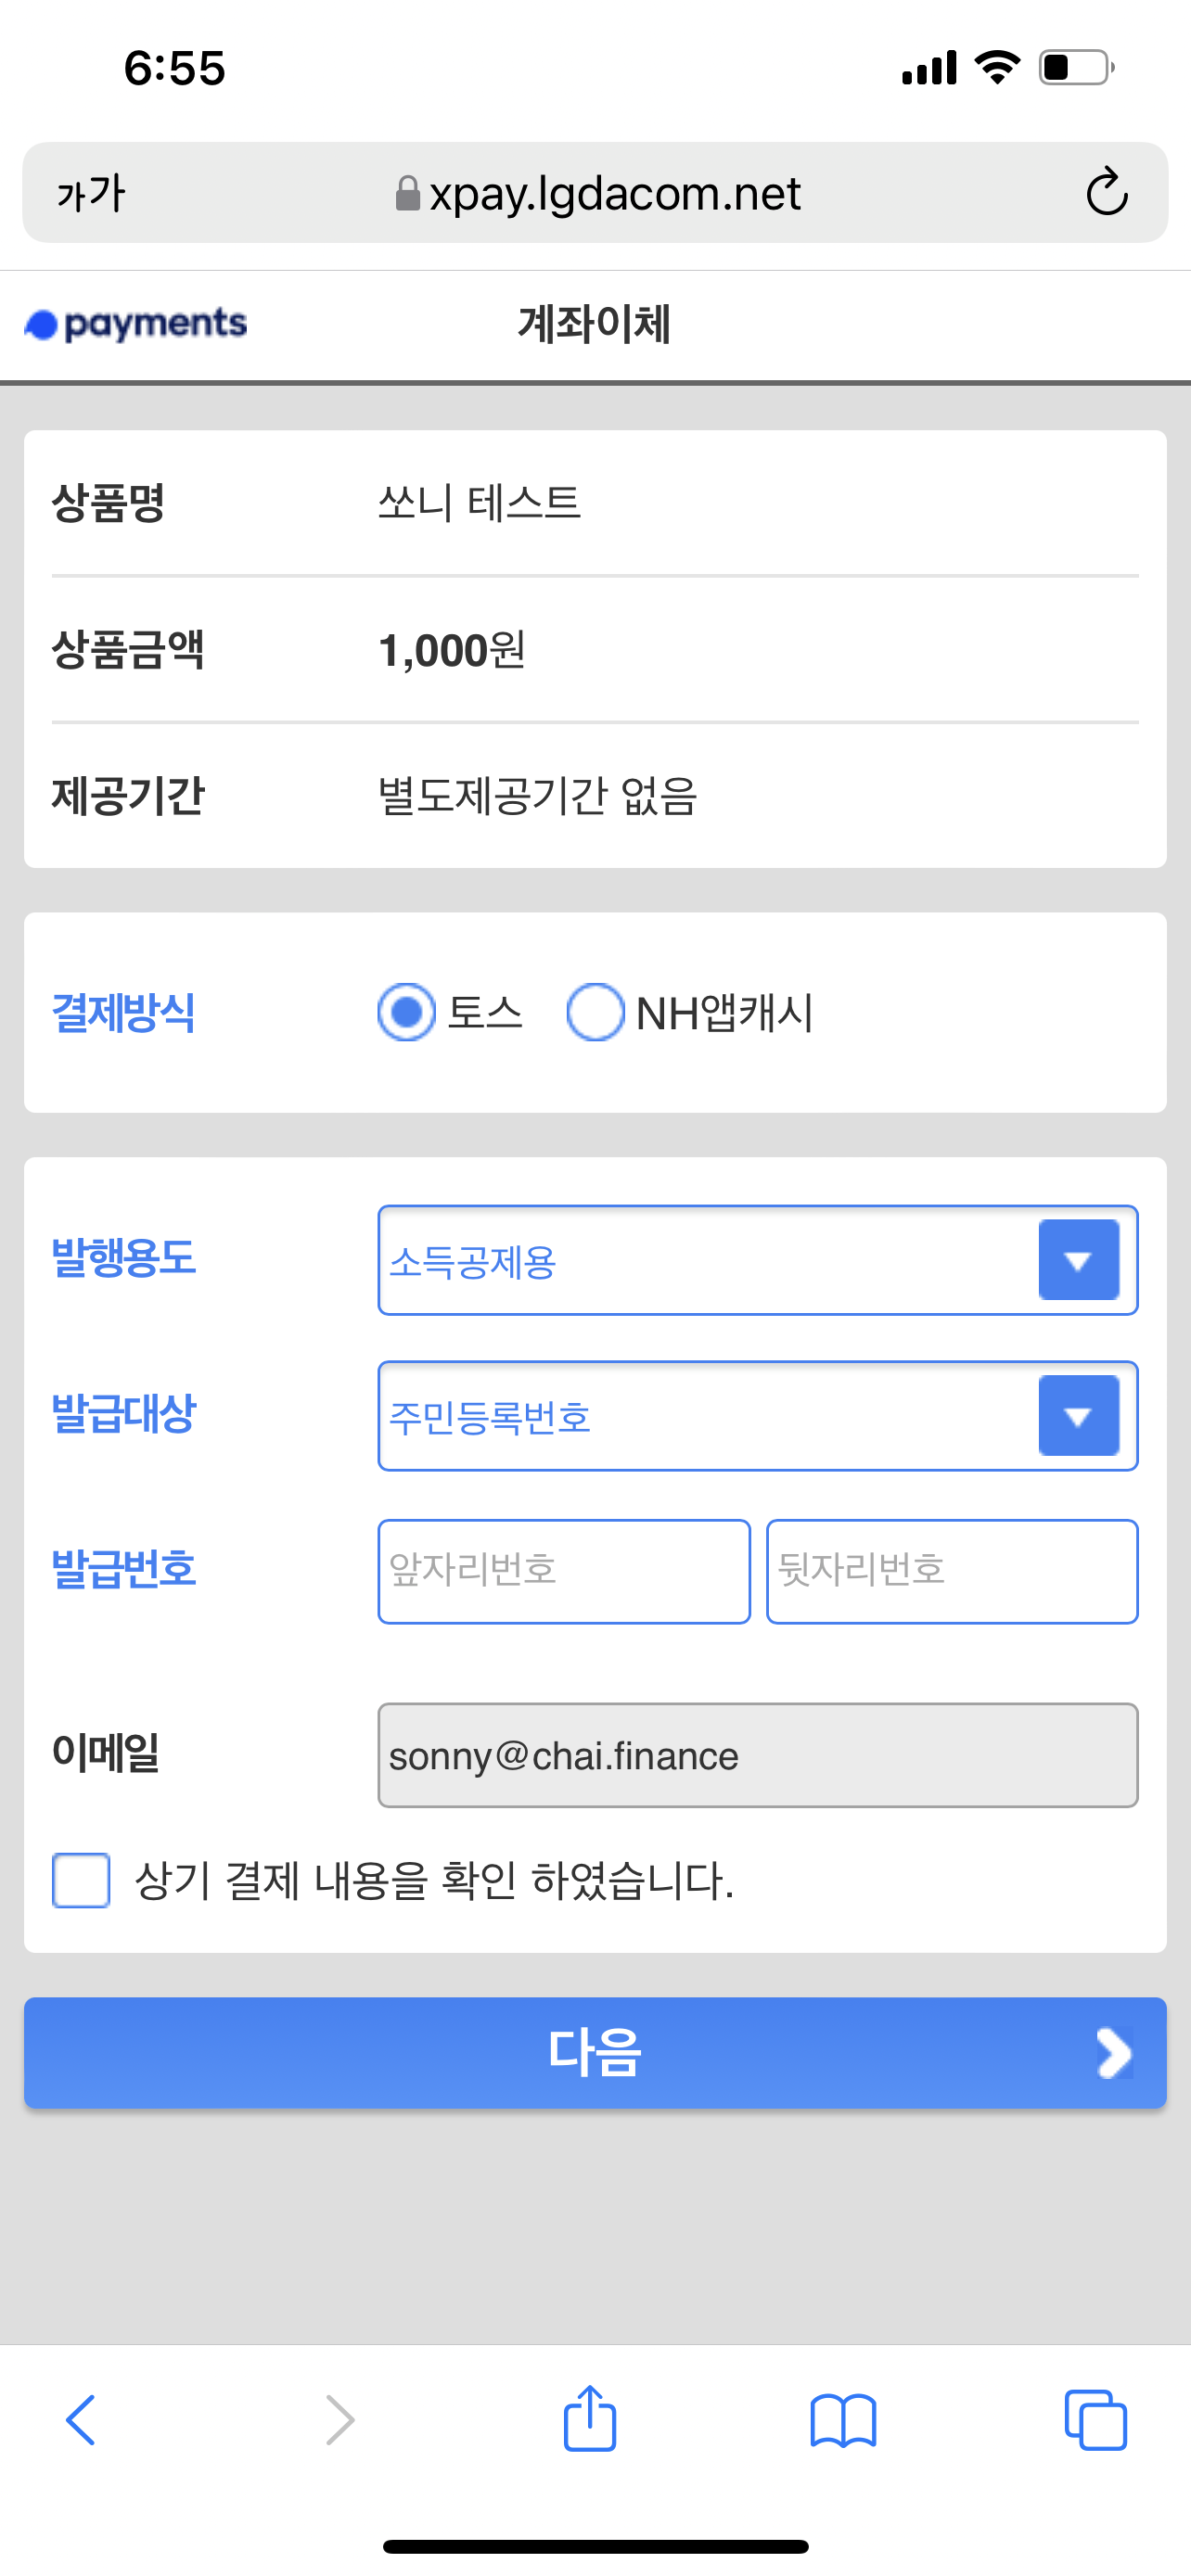 6:55
가가 xpay.lgdacom.net
payments 계좌이체
상품명 쏘니 테스트
상품금액 1,000원
제공기간 별도제공기간 없음
결제방식 토스 NH앱캐시
발행용도 소득공제용
발급대상 주민등록번호
발급번호 앞자리번호 뒷자리번호
이메일 sonny@chai.finance
상기 결제 내용을 확인 하였습니다.
다음